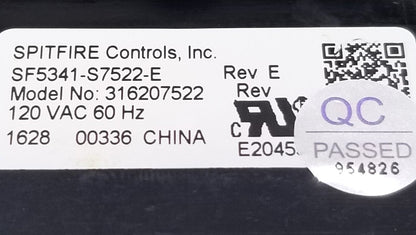 SPITFIRE Controls, Inc.
SF5341-S7522-E Rev E
Model No: 316207522 Rev
120 VAC 60 Hz
1628 00336 CHINA
QC
PASSED
954826